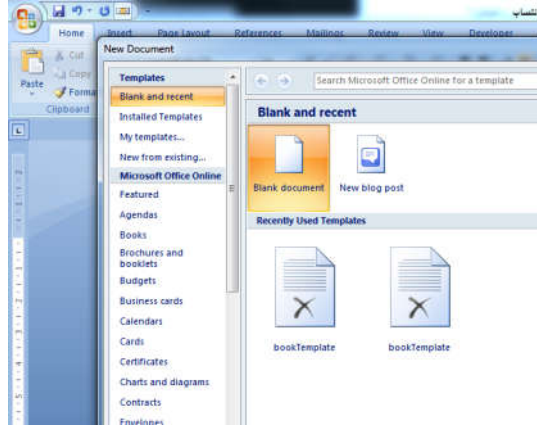 نتساب
Home Insert Page Layout References Mailings Review View Developer
Cut
Copy
Paste
Forma
Clipboard
New Document
Templates
Blank and recent
Installed Templates
My templates...
New from existing...
Microsoft Office Online
Featured
Agendas
Books
Brochures and
booklets
Budgets
Business cards
Calendars
Cards
Certificates
Charts and diagrams
Contracts
Envelopes
Search Microsoft Office Online for a template
Blank and recent
Blank document New blog post
Recently Used Templates
bookTemplate bookTemplate